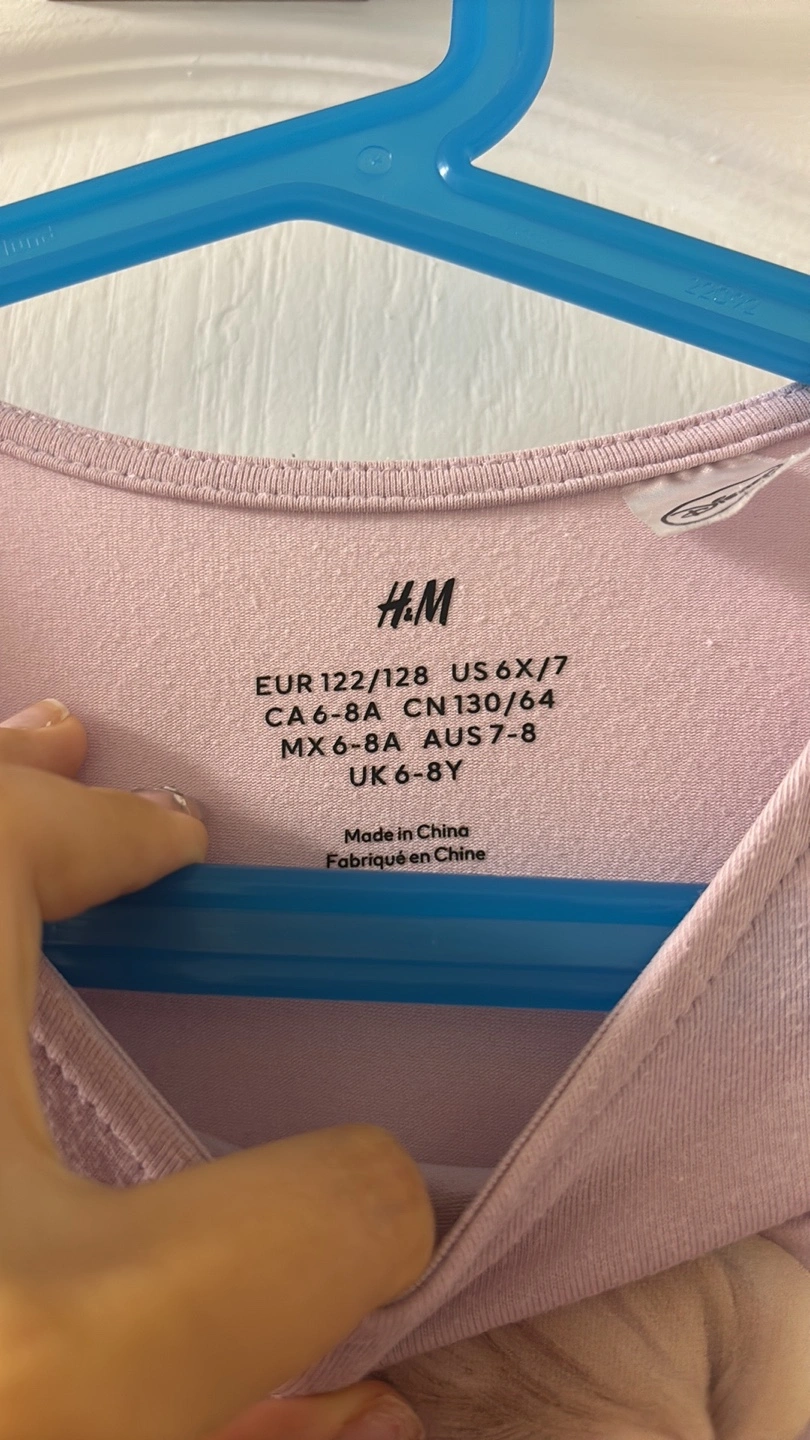 Disney
H&M
EUR 122/128 US 6X/7
CA 6-8A CN 130/64
MX 6-8A AUS 7-8
UK 6-8Y
Made in China
Fabriqué en Chine